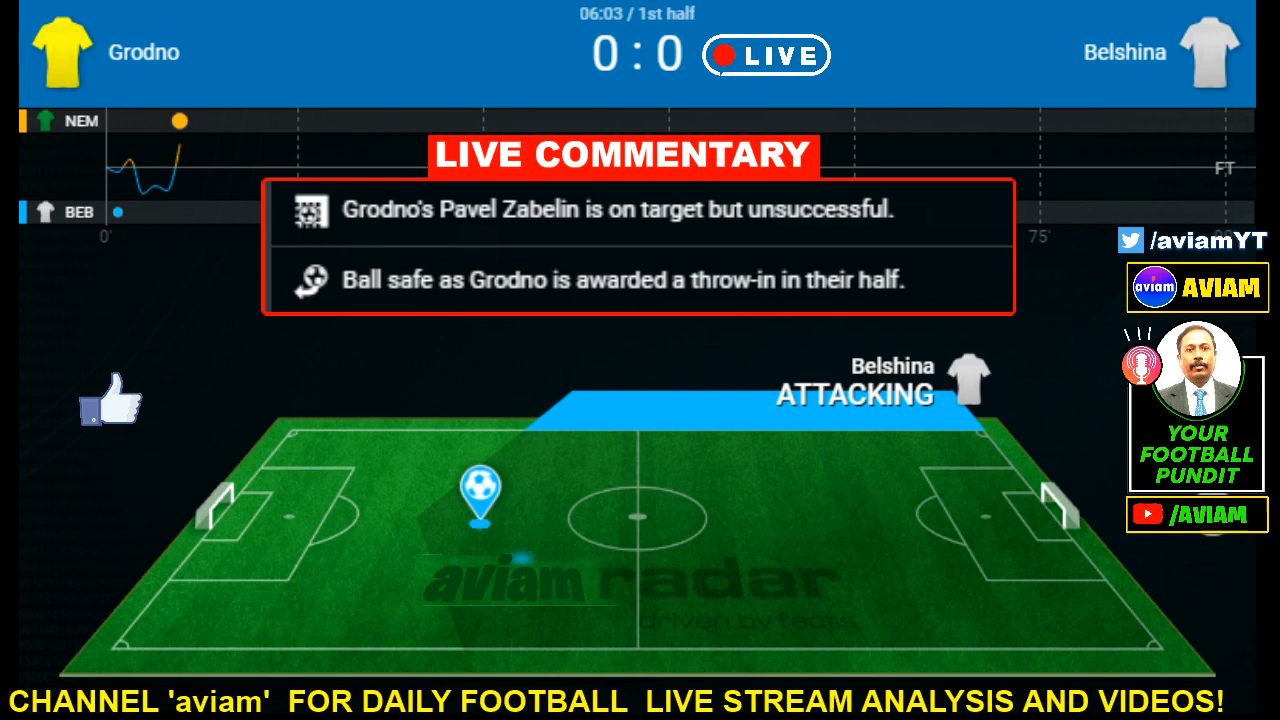 06:03 / 1st half
Grodno
0 : 0
LIVE
Belshina
NEM
LIVE COMMENTARY
FT
Grodno's Pavel Zabelin is on target but unsuccessful.
BEB
0'
75'
/aviamYT
Ball safe as Grodno is awarded a throw-in in their half.
aviam AVIAM
Belshina
ATTACKING
YOUR
FOOTBALL
PUNDIT
/AVIAM
aviam radar
driven by facts
CHANNEL 'aviam' FOR DAILY FOOTBALL LIVE STREAM ANALYSIS AND VIDEOS!